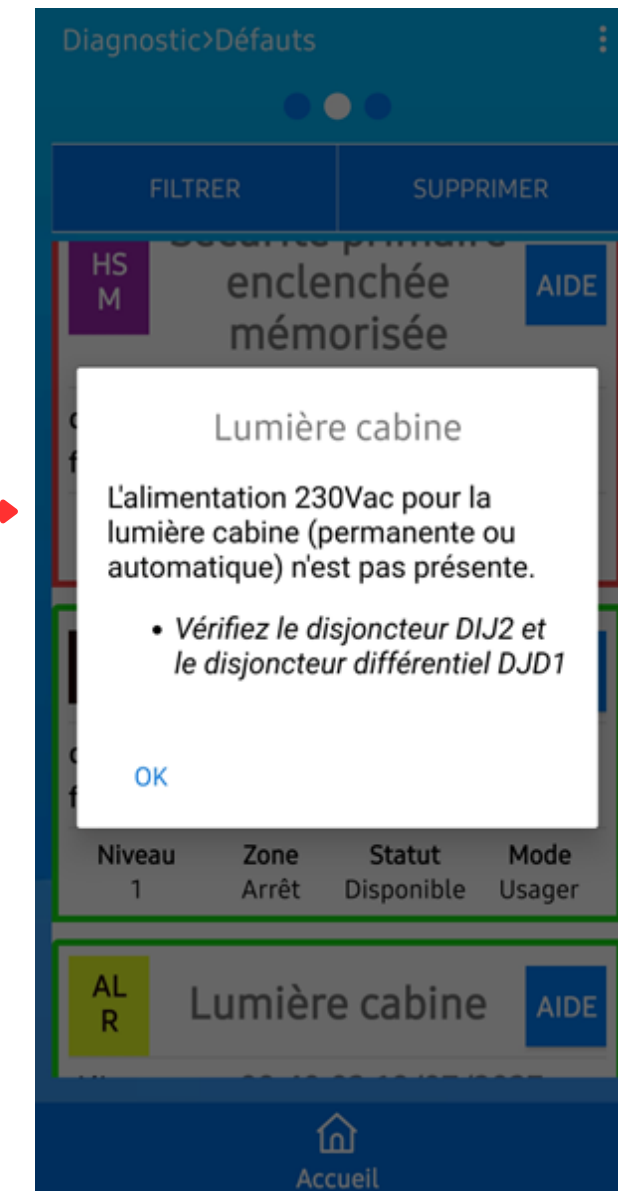 Diagnostic>Défauts
FILTRER SUPPRIMER
HS
M
Sécurité primaire
enclenchée
mémorisée
AIDE
Lumière cabine
L'alimentation 230Vac pour la
lumière cabine (permanente ou
automatique) n'est pas présente.
• Vérifiez le disjoncteur DIJ2 et
le disjoncteur différentiel DJD1
OK
Niveau Zone Statut Mode
1 Arrêt Disponible Usager
AL
R
Lumière cabine
AIDE
Accueil